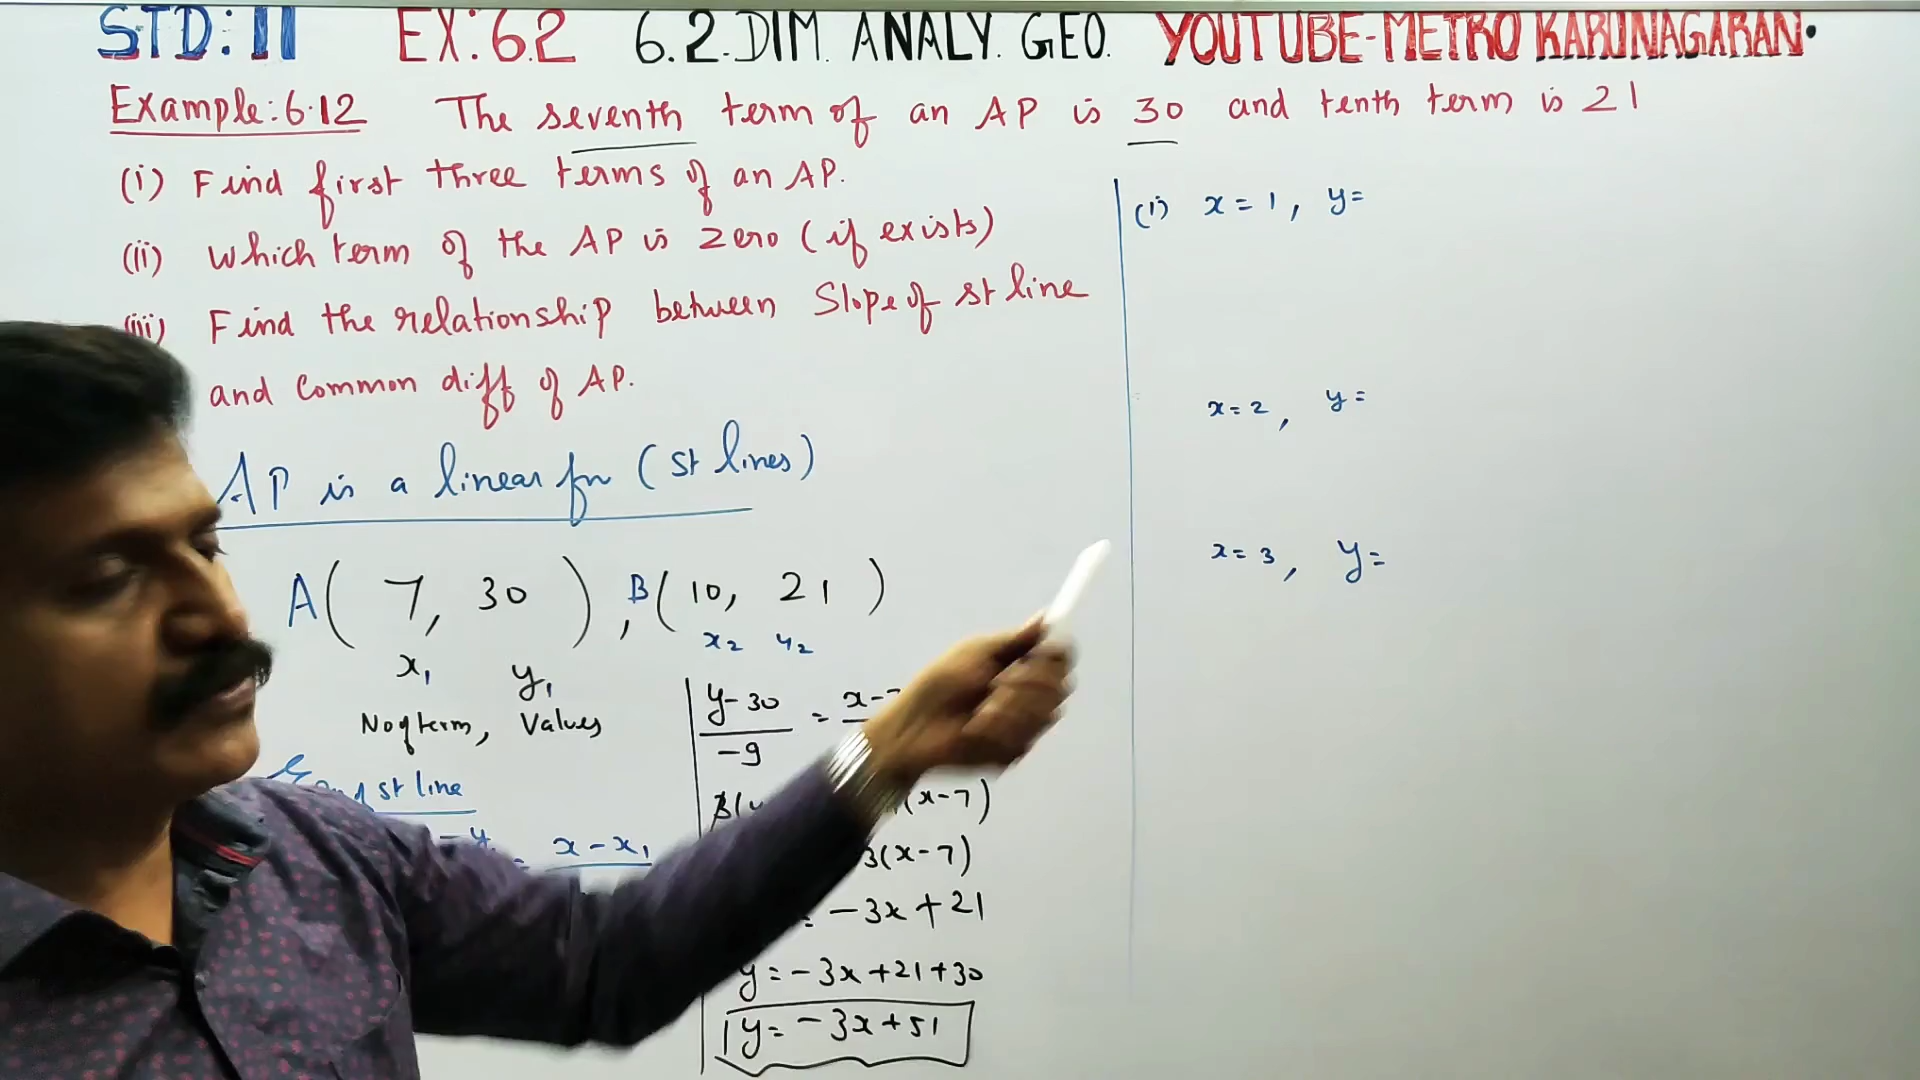 STD: 11 EX: 6.2 6. 2. DIM. ANALY. GEO. YOUTUBE-METRO KARUNAGARAN.
Example: 6.12 The seventh term of an AP is 30 and tenth term is 21
(i) Find first three terms of an AP.
(ii) which term of the AP is zero (if exists)
(iii) Find the relationship between Slope of st line
and common diff of AP.
AP is a linear fn (st lines)
A( 7, 30 ), B( 10, 21 )
x₂ y₂
x₁ y₁
No of term, Values
st line
x - x₁
y-30 = x-7
-9
(x-7)
3(x-7)
= -3x+21
y = -3x+21+30
y = -3x+51
(i) x = 1, y =
x = 2, y =
x = 3, y =